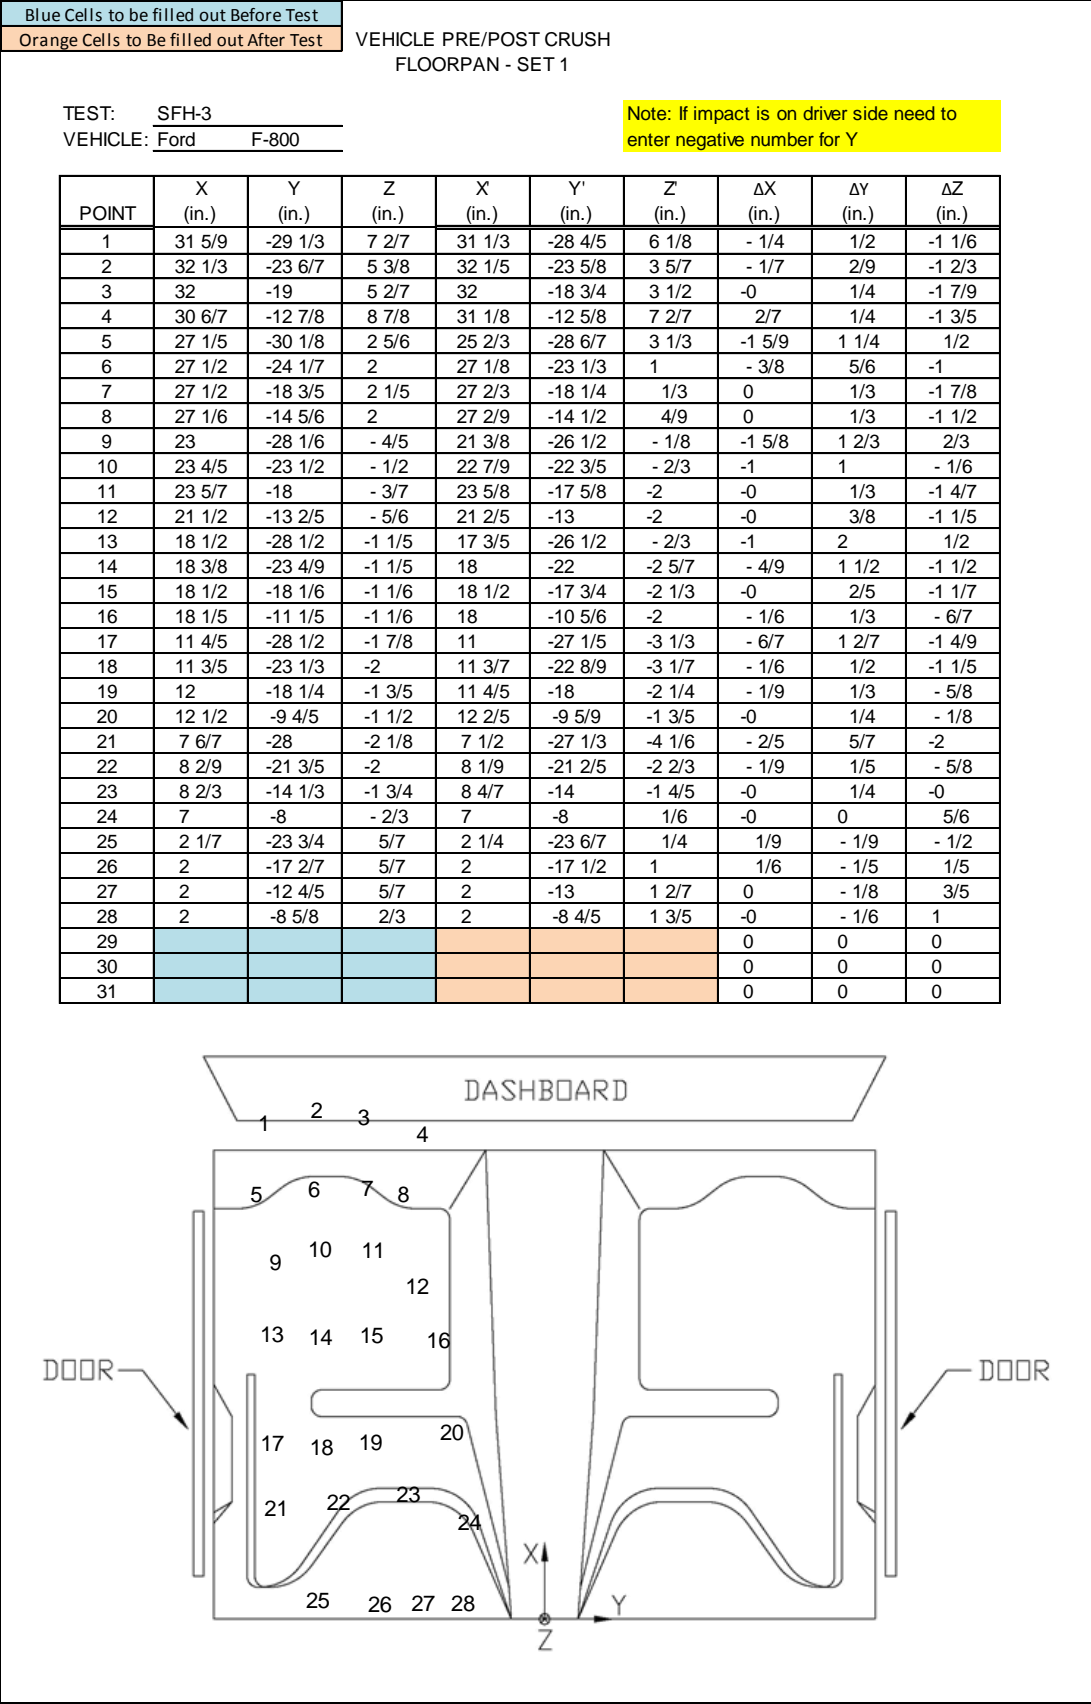 Blue Cells to be filled out Before Test
Orange Cells to Be filled out After Test
VEHICLE PRE/POST CRUSH
FLOORPAN - SET 1
TEST: SFH-3
VEHICLE: Ford F-800
Note: If impact is on driver side need to
enter negative number for Y
X Y Z X' Y' Z' ΔX ΔY ΔZ
POINT (in.) (in.) (in.) (in.) (in.) (in.) (in.) (in.) (in.)
1 31 5/9 -29 1/3 7 2/7 31 1/3 -28 4/5 6 1/8 - 1/4 1/2 -1 1/6
2 32 1/3 -23 6/7 5 3/8 32 1/5 -23 5/8 3 5/7 - 1/7 2/9 -1 2/3
3 32 -19 5 2/7 32 -18 3/4 3 1/2 -0 1/4 -1 7/9
4 30 6/7 -12 7/8 8 7/8 31 1/8 -12 5/8 7 2/7 2/7 1/4 -1 3/5
5 27 1/5 -30 1/8 2 5/6 25 2/3 -28 6/7 3 1/3 -1 5/9 1 1/4 1/2
6 27 1/2 -24 1/7 2 27 1/8 -23 1/3 1 - 3/8 5/6 -1
7 27 1/2 -18 3/5 2 1/5 27 2/3 -18 1/4 1/3 0 1/3 -1 7/8
8 27 1/6 -14 5/6 2 27 2/9 -14 1/2 4/9 0 1/3 -1 1/2
9 23 -28 1/6 - 4/5 21 3/8 -26 1/2 - 1/8 -1 5/8 1 2/3 2/3
10 23 4/5 -23 1/2 - 1/2 22 7/9 -22 3/5 - 2/3 -1 1 - 1/6
11 23 5/7 -18 - 3/7 23 5/8 -17 5/8 -2 -0 1/3 -1 4/7
12 21 1/2 -13 2/5 - 5/6 21 2/5 -13 -2 -0 3/8 -1 1/5
13 18 1/2 -28 1/2 -1 1/5 17 3/5 -26 1/2 - 2/3 -1 2 1/2
14 18 3/8 -23 4/9 -1 1/5 18 -22 -2 5/7 - 4/9 1 1/2 -1 1/2
15 18 1/2 -18 1/6 -1 1/6 18 1/2 -17 3/4 -2 1/3 -0 2/5 -1 1/7
16 18 1/5 -11 1/5 -1 1/6 18 -10 5/6 -2 - 1/6 1/3 - 6/7
17 11 4/5 -28 1/2 -1 7/8 11 -27 1/5 -3 1/3 - 6/7 1 2/7 -1 4/9
18 11 3/5 -23 1/3 -2 11 3/7 -22 8/9 -3 1/7 - 1/6 1/2 -1 1/5
19 12 -18 1/4 -1 3/5 11 4/5 -18 -2 1/4 - 1/9 1/3 - 5/8
20 12 1/2 -9 4/5 -1 1/2 12 2/5 -9 5/9 -1 3/5 -0 1/4 - 1/8
21 7 6/7 -28 -2 1/8 7 1/2 -27 1/3 -4 1/6 - 2/5 5/7 -2
22 8 2/9 -21 3/5 -2 8 1/9 -21 2/5 -2 2/3 - 1/9 1/5 - 5/8
23 8 2/3 -14 1/3 -1 3/4 8 4/7 -14 -1 4/5 -0 1/4 -0
24 7 -8 - 2/3 7 -8 1/6 -0 0 5/6
25 2 1/7 -23 3/4 5/7 2 1/4 -23 6/7 1/4 1/9 - 1/9 - 1/2
26 2 -17 2/7 5/7 2 -17 1/2 1 1/6 - 1/5 1/5
27 2 -12 4/5 5/7 2 -13 1 2/7 0 - 1/8 3/5
28 2 -8 5/8 2/3 2 -8 4/5 1 3/5 -0 - 1/6 1
29 0 0 0
30 0 0 0
31 0 0 0
DASHBOARD
1 2 3 4
5 6 7 8
9 10 11 12
13 14 15 16
DOOR DOOR
17 18 19 20
21 22 23 24
X
25 26 27 28 Y
Z